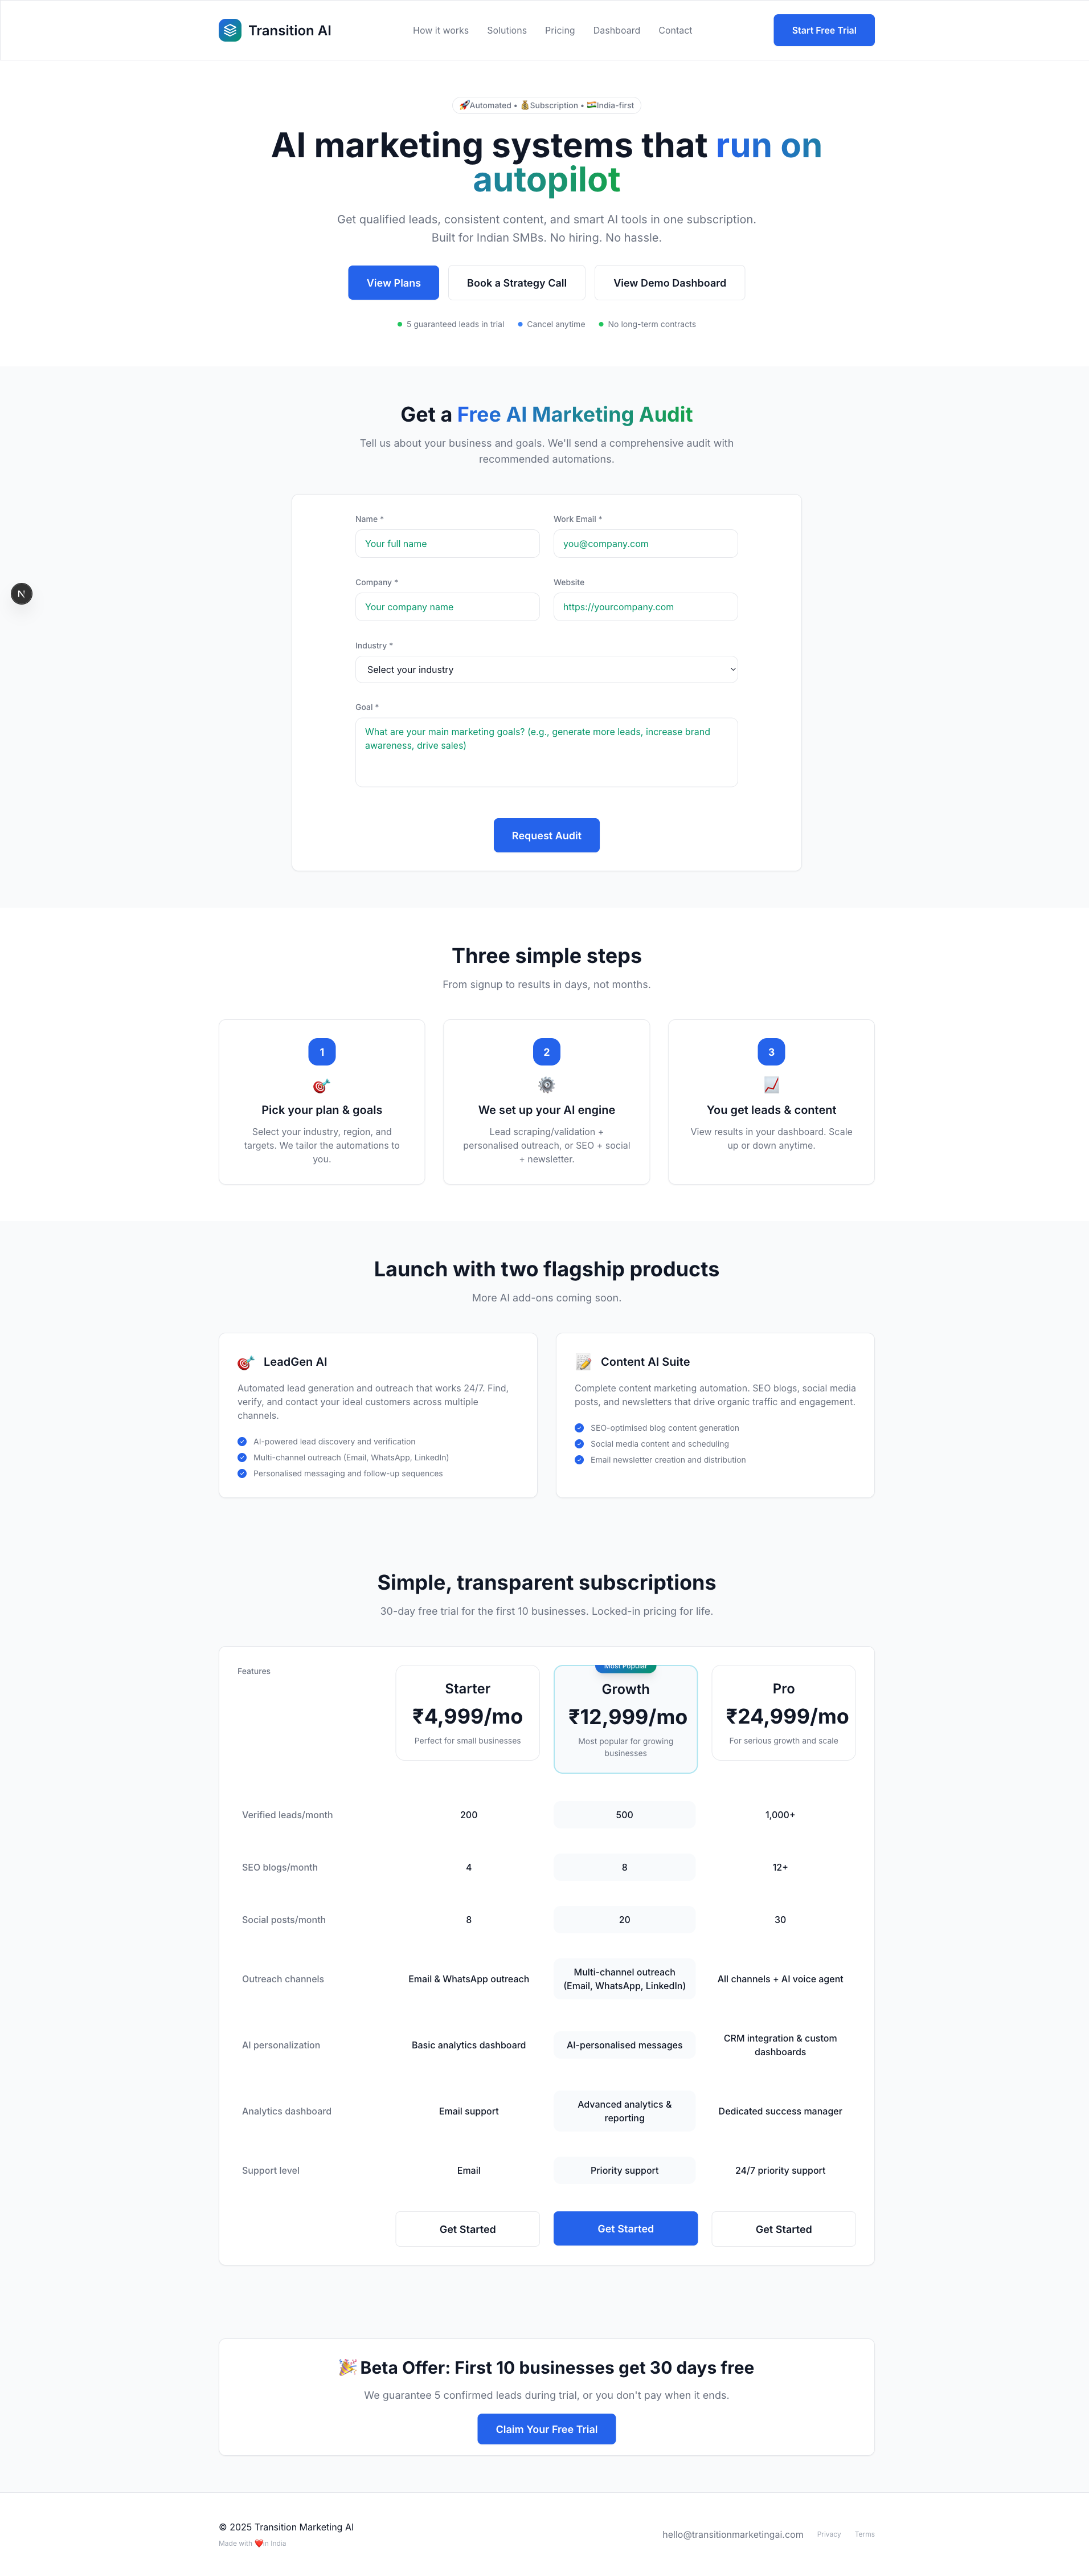 Transition AI
How it works
Solutions
Pricing
Dashboard
Contact
Start Free Trial
🚀Automated • 💰Subscription • 🇮🇳India-first
AI marketing systems that run on
autopilot
Get qualified leads, consistent content, and smart AI tools in one subscription.
Built for Indian SMBs. No hiring. No hassle.
View Plans
Book a Strategy Call
View Demo Dashboard
5 guaranteed leads in trial
Cancel anytime
No long-term contracts
Get a Free AI Marketing Audit
Tell us about your business and goals. We'll send a comprehensive audit with
recommended automations.
Name *
Work Email *
Your full name
you@company.com
Company *
Website
Your company name
https://yourcompany.com
N
Industry *
Select your industry
Goal *
What are your main marketing goals? (e.g., generate more leads, increase brand
awareness, drive sales)
Request Audit
Three simple steps
From signup to results in days, not months.
1
Pick your plan & goals
Select your industry, region, and
targets. We tailor the automations to
you.
2
We set up your AI engine
Lead scraping/validation +
personalised outreach, or SEO + social
+ newsletter.
3
You get leads & content
View results in your dashboard. Scale
up or down anytime.
Launch with two flagship products
More AI add-ons coming soon.
LeadGen AI
Automated lead generation and outreach that works 24/7. Find,
verify, and contact your ideal customers across multiple
channels.
AI-powered lead discovery and verification
Multi-channel outreach (Email, WhatsApp, LinkedIn)
Personalised messaging and follow-up sequences
Content AI Suite
Complete content marketing automation. SEO blogs, social media
posts, and newsletters that drive organic traffic and engagement.
SEO-optimised blog content generation
Social media content and scheduling
Email newsletter creation and distribution
Simple, transparent subscriptions
30-day free trial for the first 10 businesses. Locked-in pricing for life.
Features
Starter
₹4,999/mo
Perfect for small businesses
Most Popular
Growth
₹12,999/mo
Most popular for growing
businesses
Pro
₹24,999/mo
For serious growth and scale
Verified leads/month
200
500
1,000+
SEO blogs/month
4
8
12+
Social posts/month
8
20
30
Outreach channels
Email & WhatsApp outreach
Multi-channel outreach
(Email, WhatsApp, LinkedIn)
All channels + AI voice agent
AI personalization
Basic analytics dashboard
AI-personalised messages
CRM integration & custom
dashboards
Analytics dashboard
Email support
Advanced analytics &
reporting
Dedicated success manager
Support level
Email
Priority support
24/7 priority support
Get Started
Get Started
Get Started
🎉 Beta Offer: First 10 businesses get 30 days free
We guarantee 5 confirmed leads during trial, or you don't pay when it ends.
Claim Your Free Trial
© 2025 Transition Marketing AI
Made with ❤️in India
hello@transitionmarketingai.com
Privacy
Terms